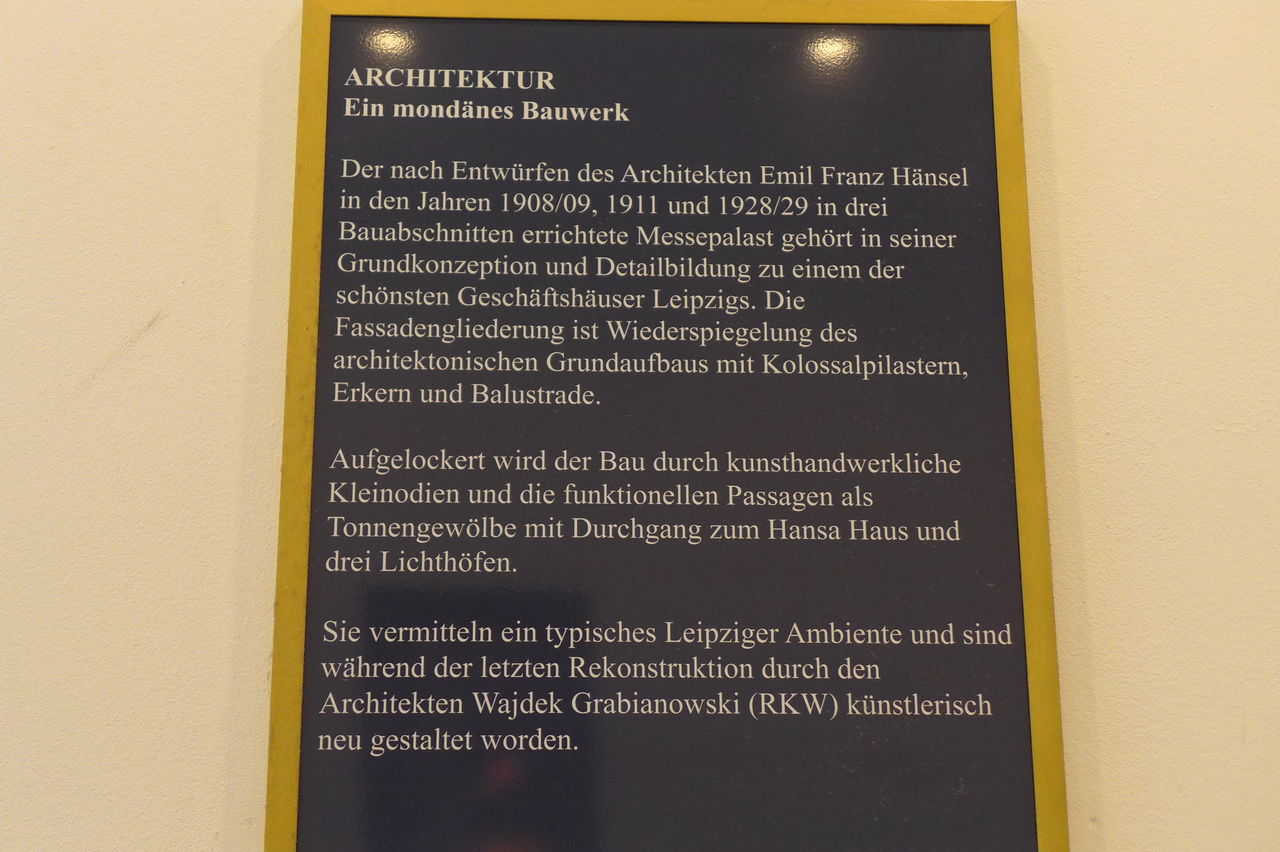 ARCHITEKTUR
Ein mondänes Bauwerk
Der nach Entwürfen des Architekten Emil Franz Hänsel
in den Jahren 1908/09, 1911 und 1928/29 in drei
Bauabschnitten errichtete Messepalast gehört in seiner
Grundkonzeption und Detailbildung zu einem der
schönsten Geschäftshäuser Leipzigs. Die
Fassadengliederung ist Wiederspiegelung des
architektonischen Grundaufbaus mit Kolossalpilastern,
Erkern und Balustrade.
Aufgelockert wird der Bau durch kunsthandwerkliche
Kleinodien und die funktionellen Passagen als
Tonnengewölbe mit Durchgang zum Hansa Haus und
drei Lichthöfen.
Sie vermitteln ein typisches Leipziger Ambiente und sind
während der letzten Rekonstruktion durch den
Architekten Wajdek Grabianowski (RKW) künstlerisch
neu gestaltet worden.